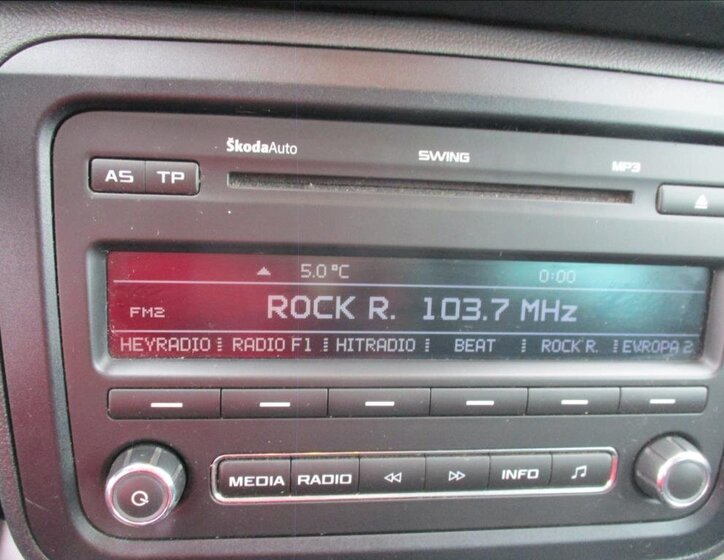 ŠkodaAuto SWING MP3
AS TP
5.0 °C 0:00
FM2 ROCK R. 103.7 MHz
HEYRADIO RADIO F1 HITRADIO BEAT ROCK R. EVROPA 2
MEDIA RADIO INFO